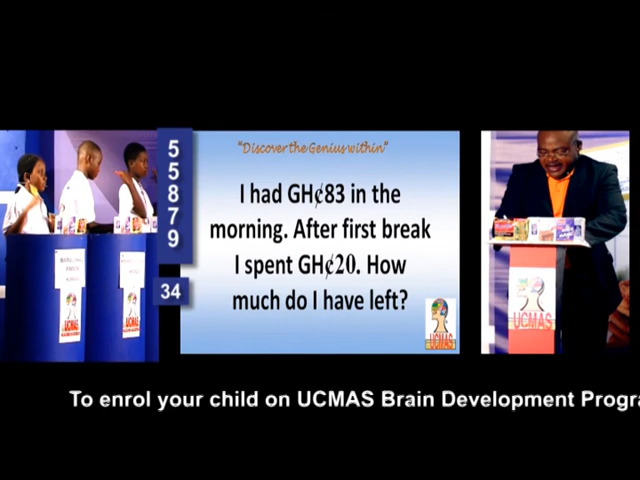 5
5
8
7
9
34
"Discover the Genius within"
I had GH₵83 in the
morning. After first break
I spent GH₵20. How
much do I have left?
UCMAS
UCMAS
UCMAS
UCMAS
To enrol your child on UCMAS Brain Development Progra